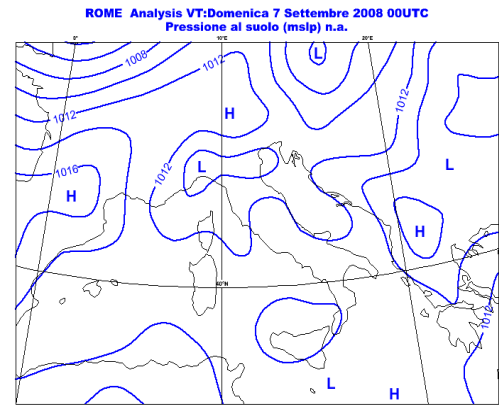 ROME Analysis VT:Domenica 7 Settembre 2008 00UTC
Pressione al suolo (mslp) n.a.
0° 10°E 20°E
1008 1012 L
1012 H
1016 1012 L 1012 L
H H
40°N
1012
L H